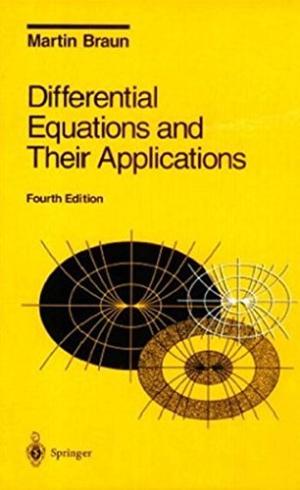 Martin Braun
Differential
Equations and
Their Applications
Fourth Edition
Springer